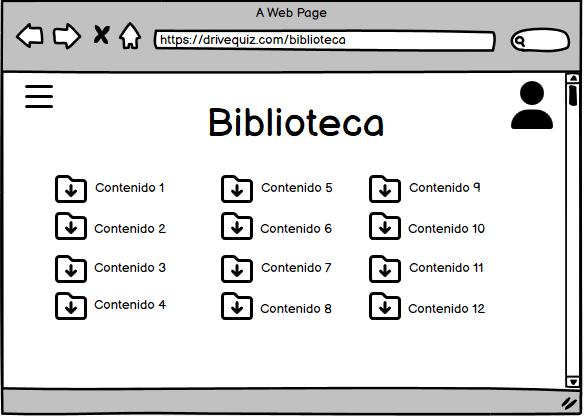 A Web Page
https://drivequiz.com/biblioteca
Biblioteca
Contenido 1
Contenido 2
Contenido 3
Contenido 4
Contenido 5
Contenido 6
Contenido 7
Contenido 8
Contenido 9
Contenido 10
Contenido 11
Contenido 12